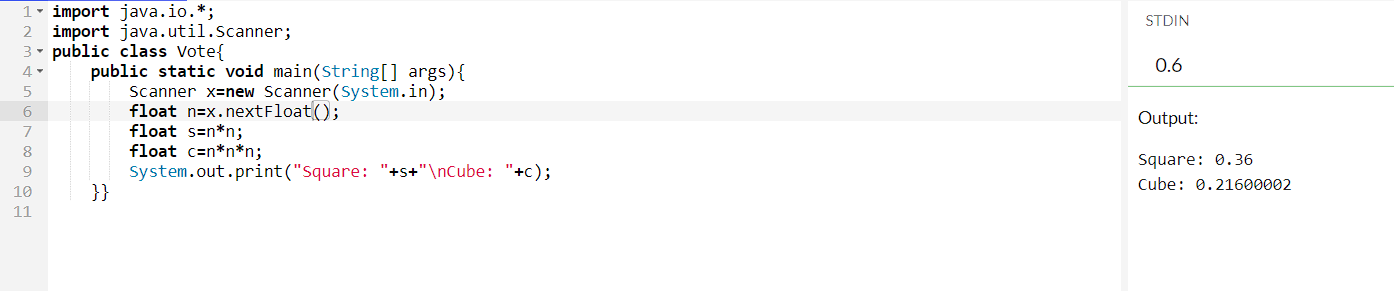 1 import java.io.*;
2 import java.util.Scanner;
3 public class Vote{
4     public static void main(String[] args){
5         Scanner x=new Scanner(System.in);
6         float n=x.nextFloat();
7         float s=n*n;
8         float c=n*n*n;
9         System.out.print("Square: "+s+"\nCube: "+c);
10     }}
11
STDIN
0.6
Output:
Square: 0.36
Cube: 0.21600002